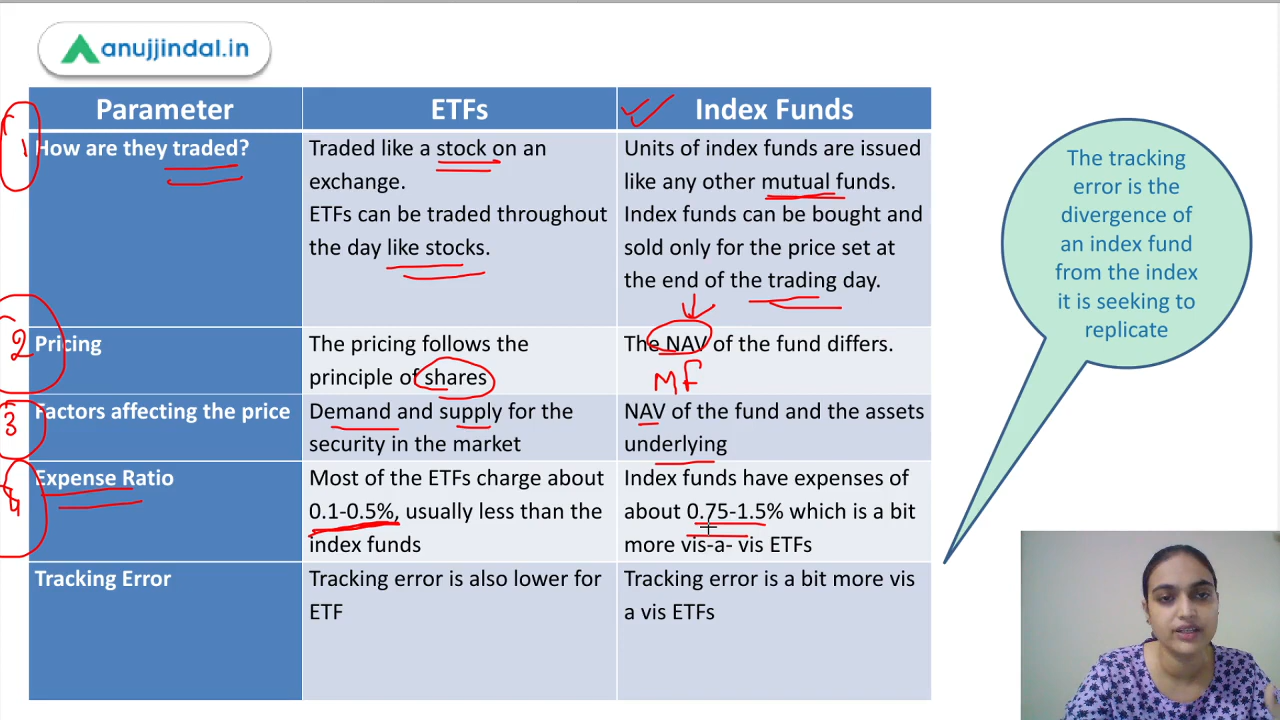 anujjindal.in
Parameter ETFs Index Funds
1
How are they traded?
Traded like a stock on an
exchange.
ETFs can be traded throughout
the day like stocks.
Units of index funds are issued
like any other mutual funds.
Index funds can be bought and
sold only for the price set at
the end of the trading day.
2
Pricing
The pricing follows the
principle of shares
The NAV of the fund differs.
MF
3
Factors affecting the price
Demand and supply for the
security in the market
NAV of the fund and the assets
underlying
4
Expense Ratio
Most of the ETFs charge about
0.1-0.5%, usually less than the
index funds
Index funds have expenses of
about 0.75-1.5% which is a bit
more vis-a- vis ETFs
Tracking Error
Tracking error is also lower for
ETF
Tracking error is a bit more vis
a vis ETFs
The tracking
error is the
divergence of
an index fund
from the index
it is seeking to
replicate